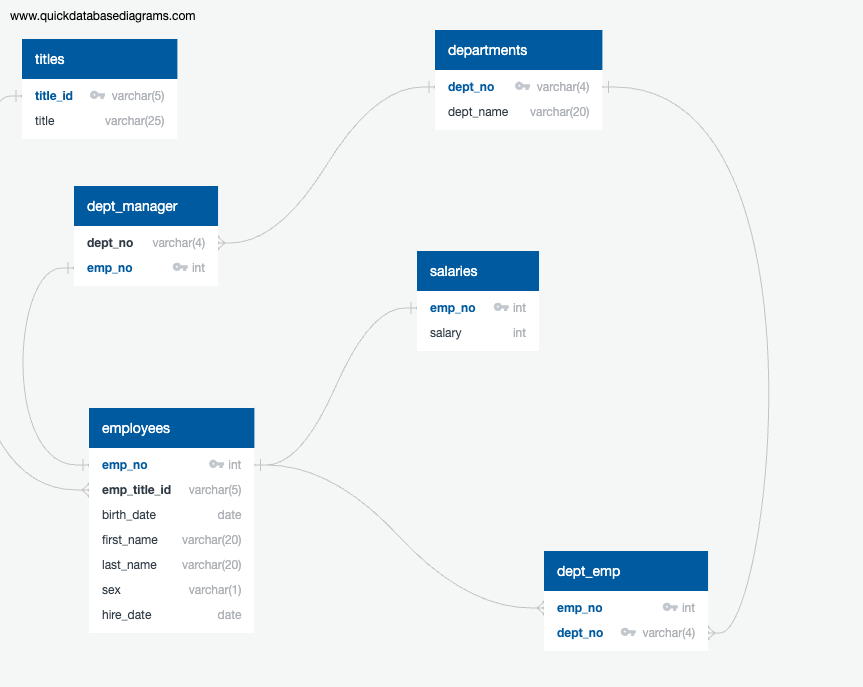 www.quickdatabasediagrams.com
titles
title_id varchar(5)
title varchar(25)
departments
dept_no varchar(4)
dept_name varchar(20)
dept_manager
dept_no varchar(4)
emp_no int
salaries
emp_no int
salary int
employees
emp_no int
emp_title_id varchar(5)
birth_date date
first_name varchar(20)
last_name varchar(20)
sex varchar(1)
hire_date date
dept_emp
emp_no int
dept_no varchar(4)